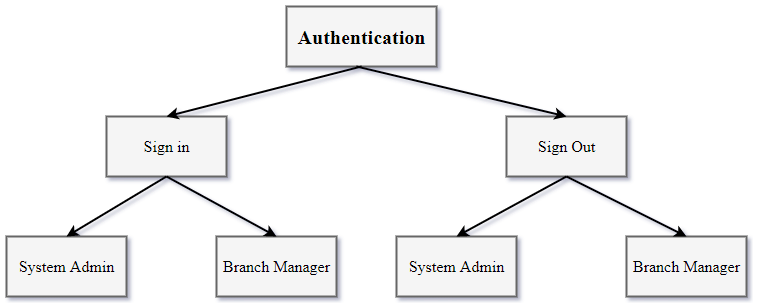 Authentication
Sign in
Sign Out
System Admin
Branch Manager
System Admin
Branch Manager